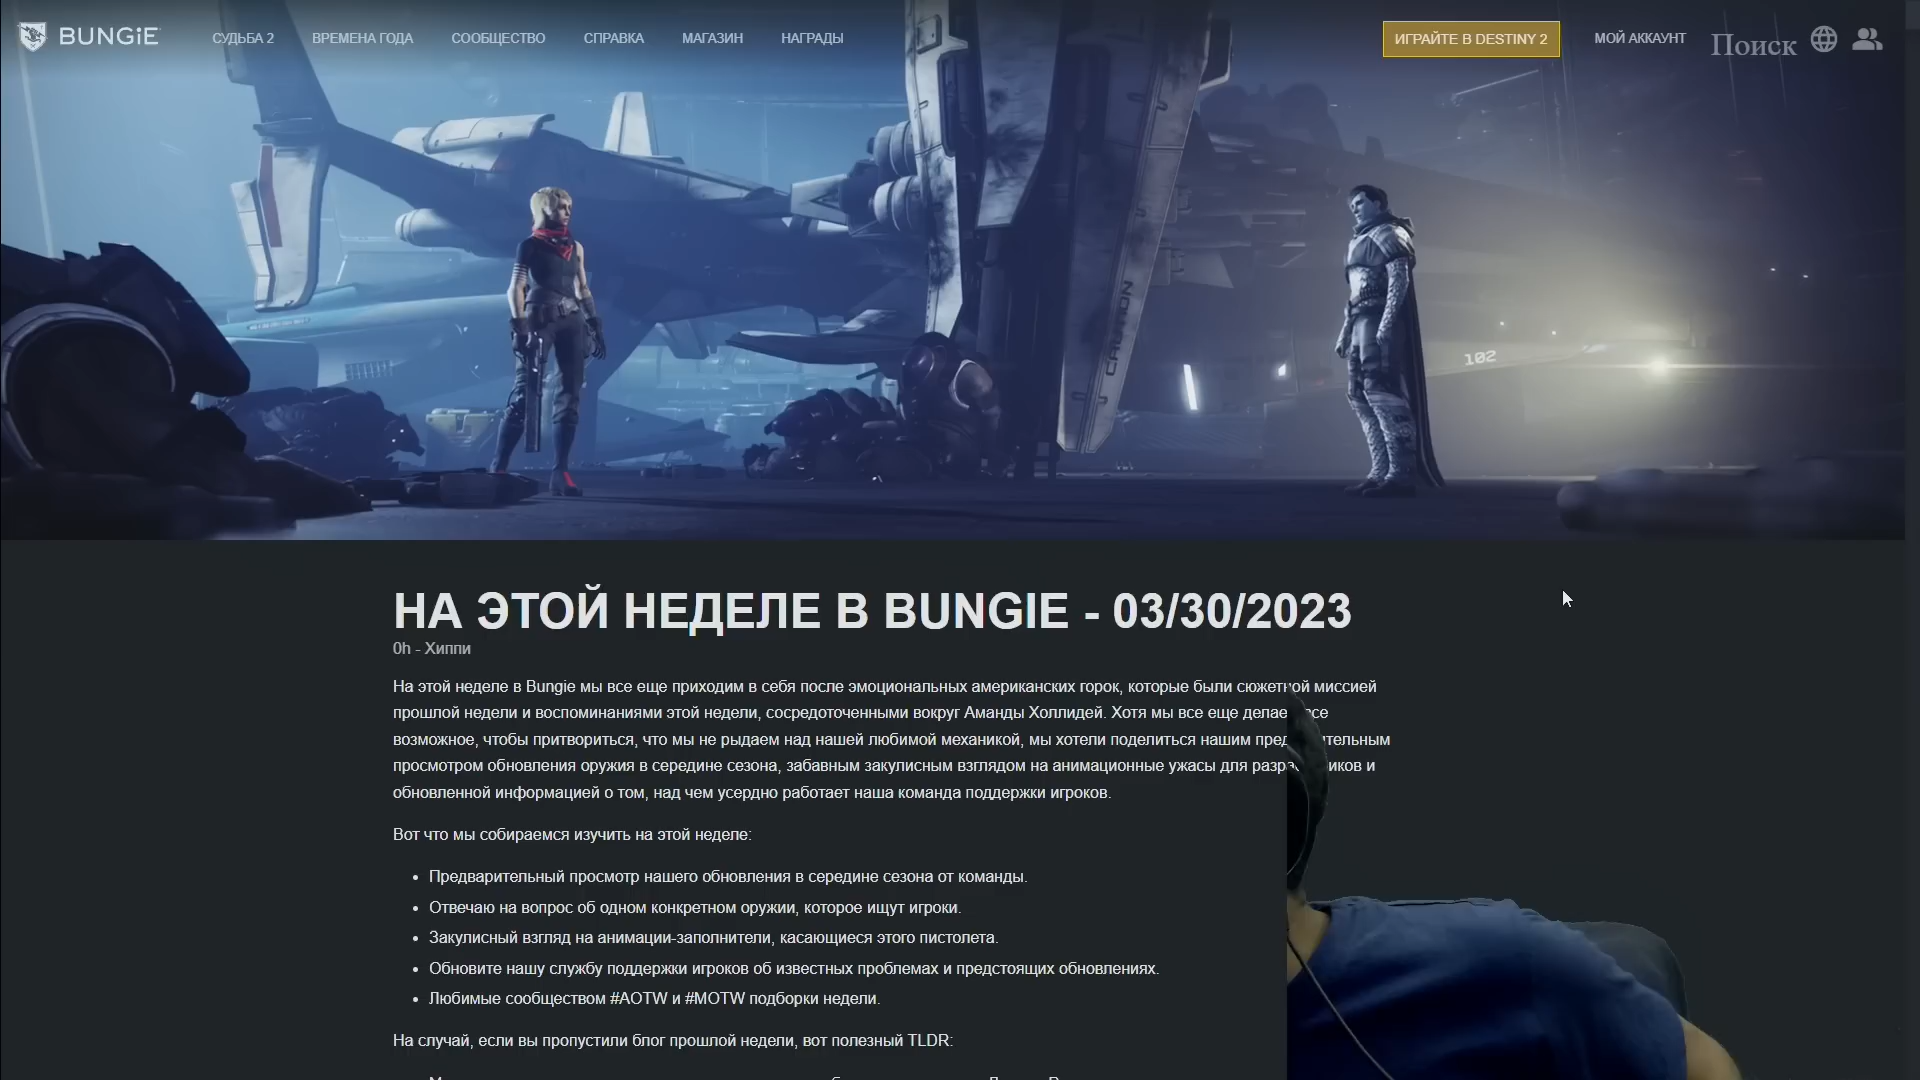 BUNGiE
СУДЬБА 2
ВРЕМЕНА ГОДА
СООБЩЕСТВО
СПРАВКА
МАГАЗИН
НАГРАДЫ
ИГРАЙТЕ В DESTINY 2
МОЙ АККАУНТ
Поиск
102
НА ЭТОЙ НЕДЕЛЕ В BUNGIE - 03/30/2023
0h - Хиппи
На этой неделе в Bungie мы все еще приходим в себя после эмоциональных американских горок, которые были сюжетной миссией
прошлой недели и воспоминаниями этой недели, сосредоточенными вокруг Аманды Холлидей. Хотя мы все еще
возможное, чтобы притвориться, что мы не рыдаем над нашей любимой механикой, мы хотели поделиться нашим
просмотром обновления оружия в середине сезона, забавным закулисным взглядом на анимационные ужасы для и
обновленной информацией о том, над чем усердно работает наша команда поддержки игроков.
Вот что мы собираемся изучить на этой неделе:
• Предварительный просмотр нашего обновления в середине сезона от команды.
• Отвечаю на вопрос об одном конкретном оружии, которое ищут игроки.
• Закулисный взгляд на анимации-заполнители, касающиеся этого пистолета.
• Обновите нашу службу поддержки игроков об известных проблемах и предстоящих обновлениях.
• Любимые сообществом #AOTW и #MOTW подборки недели.
На случай, если вы пропустили блог прошлой недели, вот полезный TLDR: